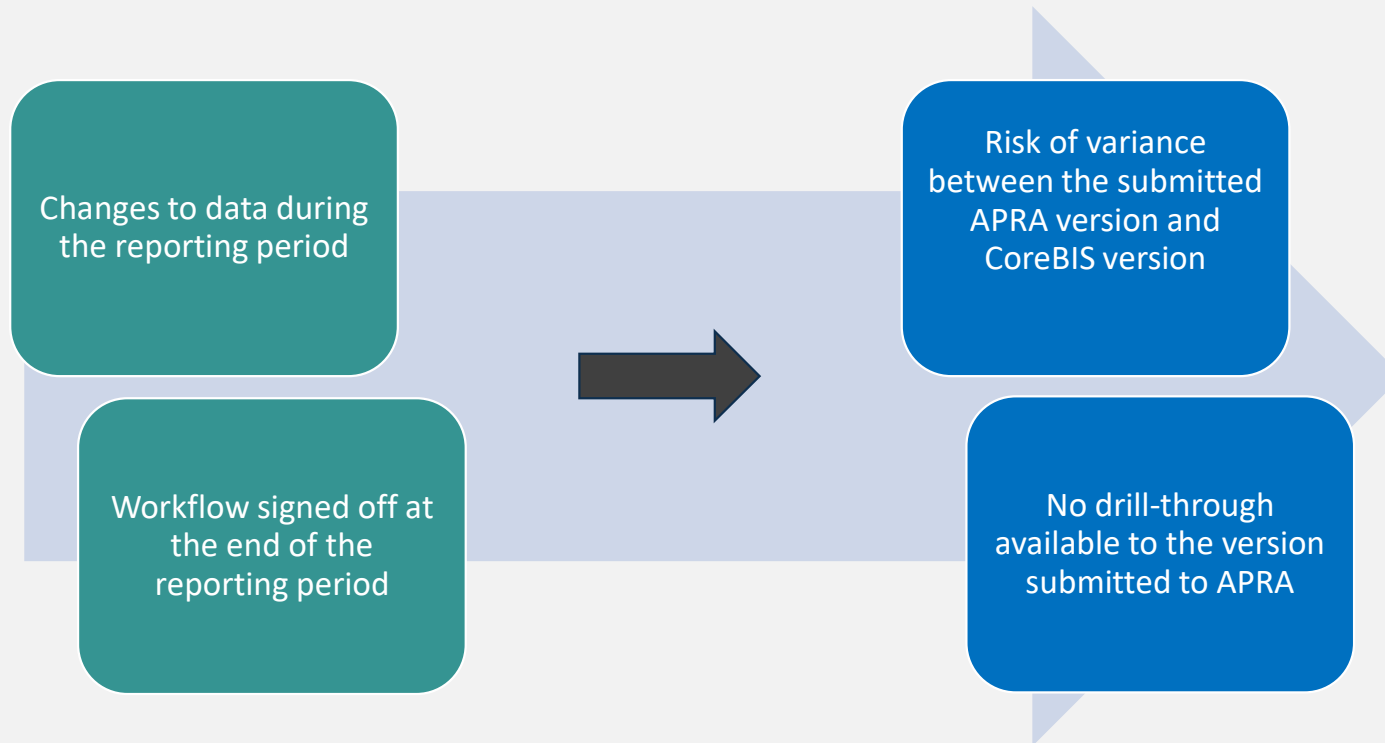 Changes to data during
the reporting period
Workflow signed off at
the end of the
reporting period
Risk of variance
between the submitted
APRA version and
CoreBIS version
No drill-through
available to the version
submitted to APRA